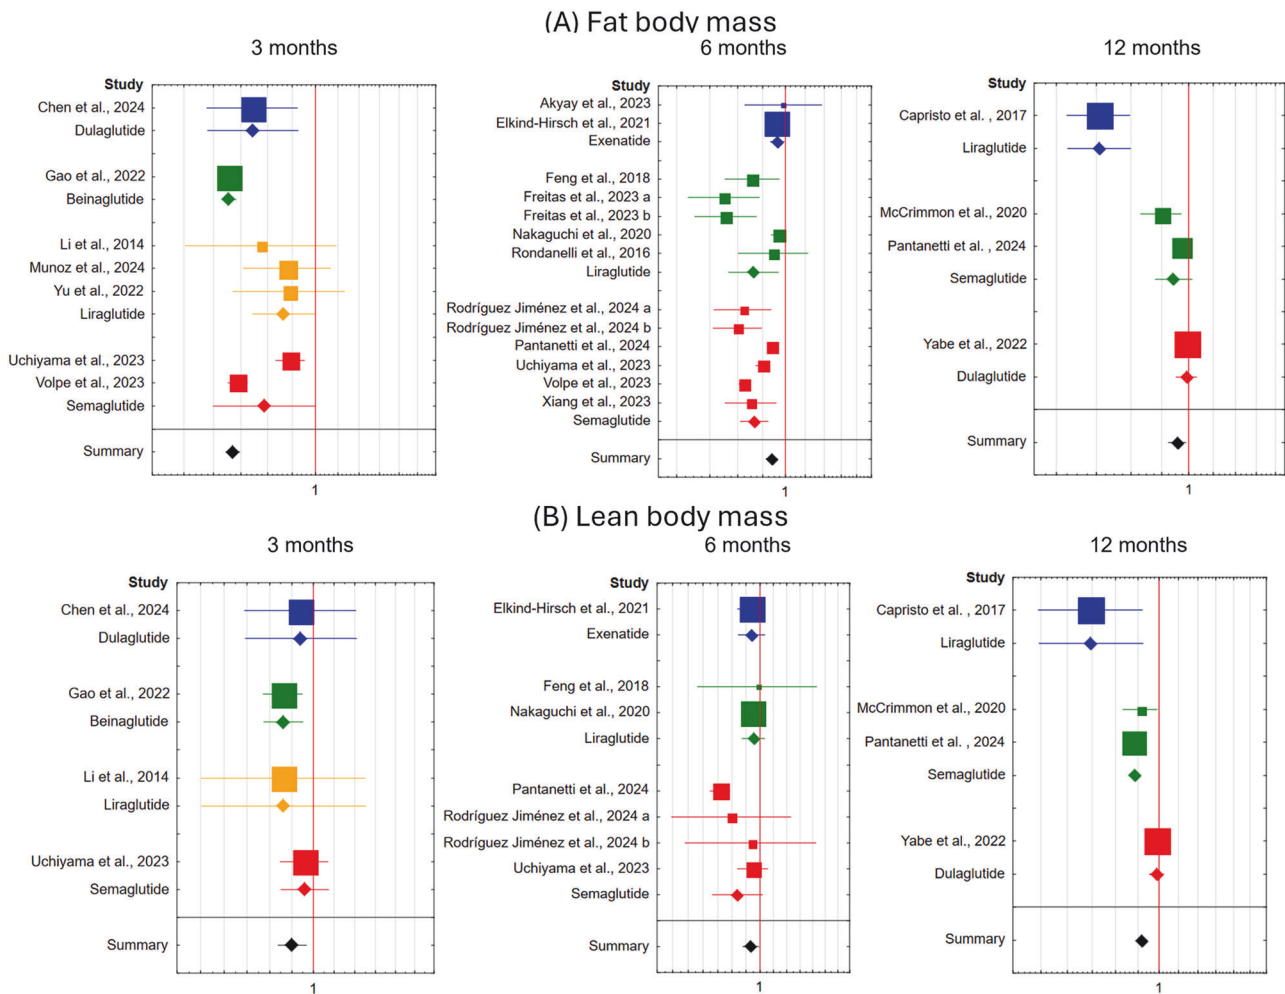 (A) Fat body mass
3 months
Study
Chen et al., 2024
Dulaglutide
Gao et al., 2022
Beinaglutide
Li et al., 2014
Munoz et al., 2024
Yu et al., 2022
Liraglutide
Uchiyama et al., 2023
Volpe et al., 2023
Semaglutide
Summary
1
6 months
Study
Akyay et al., 2023
Elkind-Hirsch et al., 2021
Exenatide
Feng et al., 2018
Freitas et al., 2023 a
Freitas et al., 2023 b
Nakaguchi et al., 2020
Rondanelli et al., 2016
Liraglutide
Rodríguez Jiménez et al., 2024 a
Rodríguez Jiménez et al., 2024 b
Pantanetti et al., 2024
Uchiyama et al., 2023
Volpe et al., 2023
Xiang et al., 2023
Semaglutide
Summary
1
12 months
Study
Capristo et al. , 2017
Liraglutide
McCrimmon et al., 2020
Pantanetti et al. , 2024
Semaglutide
Yabe et al., 2022
Dulaglutide
Summary
1
(B) Lean body mass
3 months
Study
Chen et al., 2024
Dulaglutide
Gao et al., 2022
Beinaglutide
Li et al., 2014
Liraglutide
Uchiyama et al., 2023
Semaglutide
Summary
1
6 months
Study
Elkind-Hirsch et al., 2021
Exenatide
Feng et al., 2018
Nakaguchi et al., 2020
Liraglutide
Pantanetti et al., 2024
Rodríguez Jiménez et al., 2024 a
Rodríguez Jiménez et al., 2024 b
Uchiyama et al., 2023
Semaglutide
Summary
1
12 months
Study
Capristo et al. , 2017
Liraglutide
McCrimmon et al., 2020
Pantanetti et al. , 2024
Semaglutide
Yabe et al., 2022
Dulaglutide
Summary
1